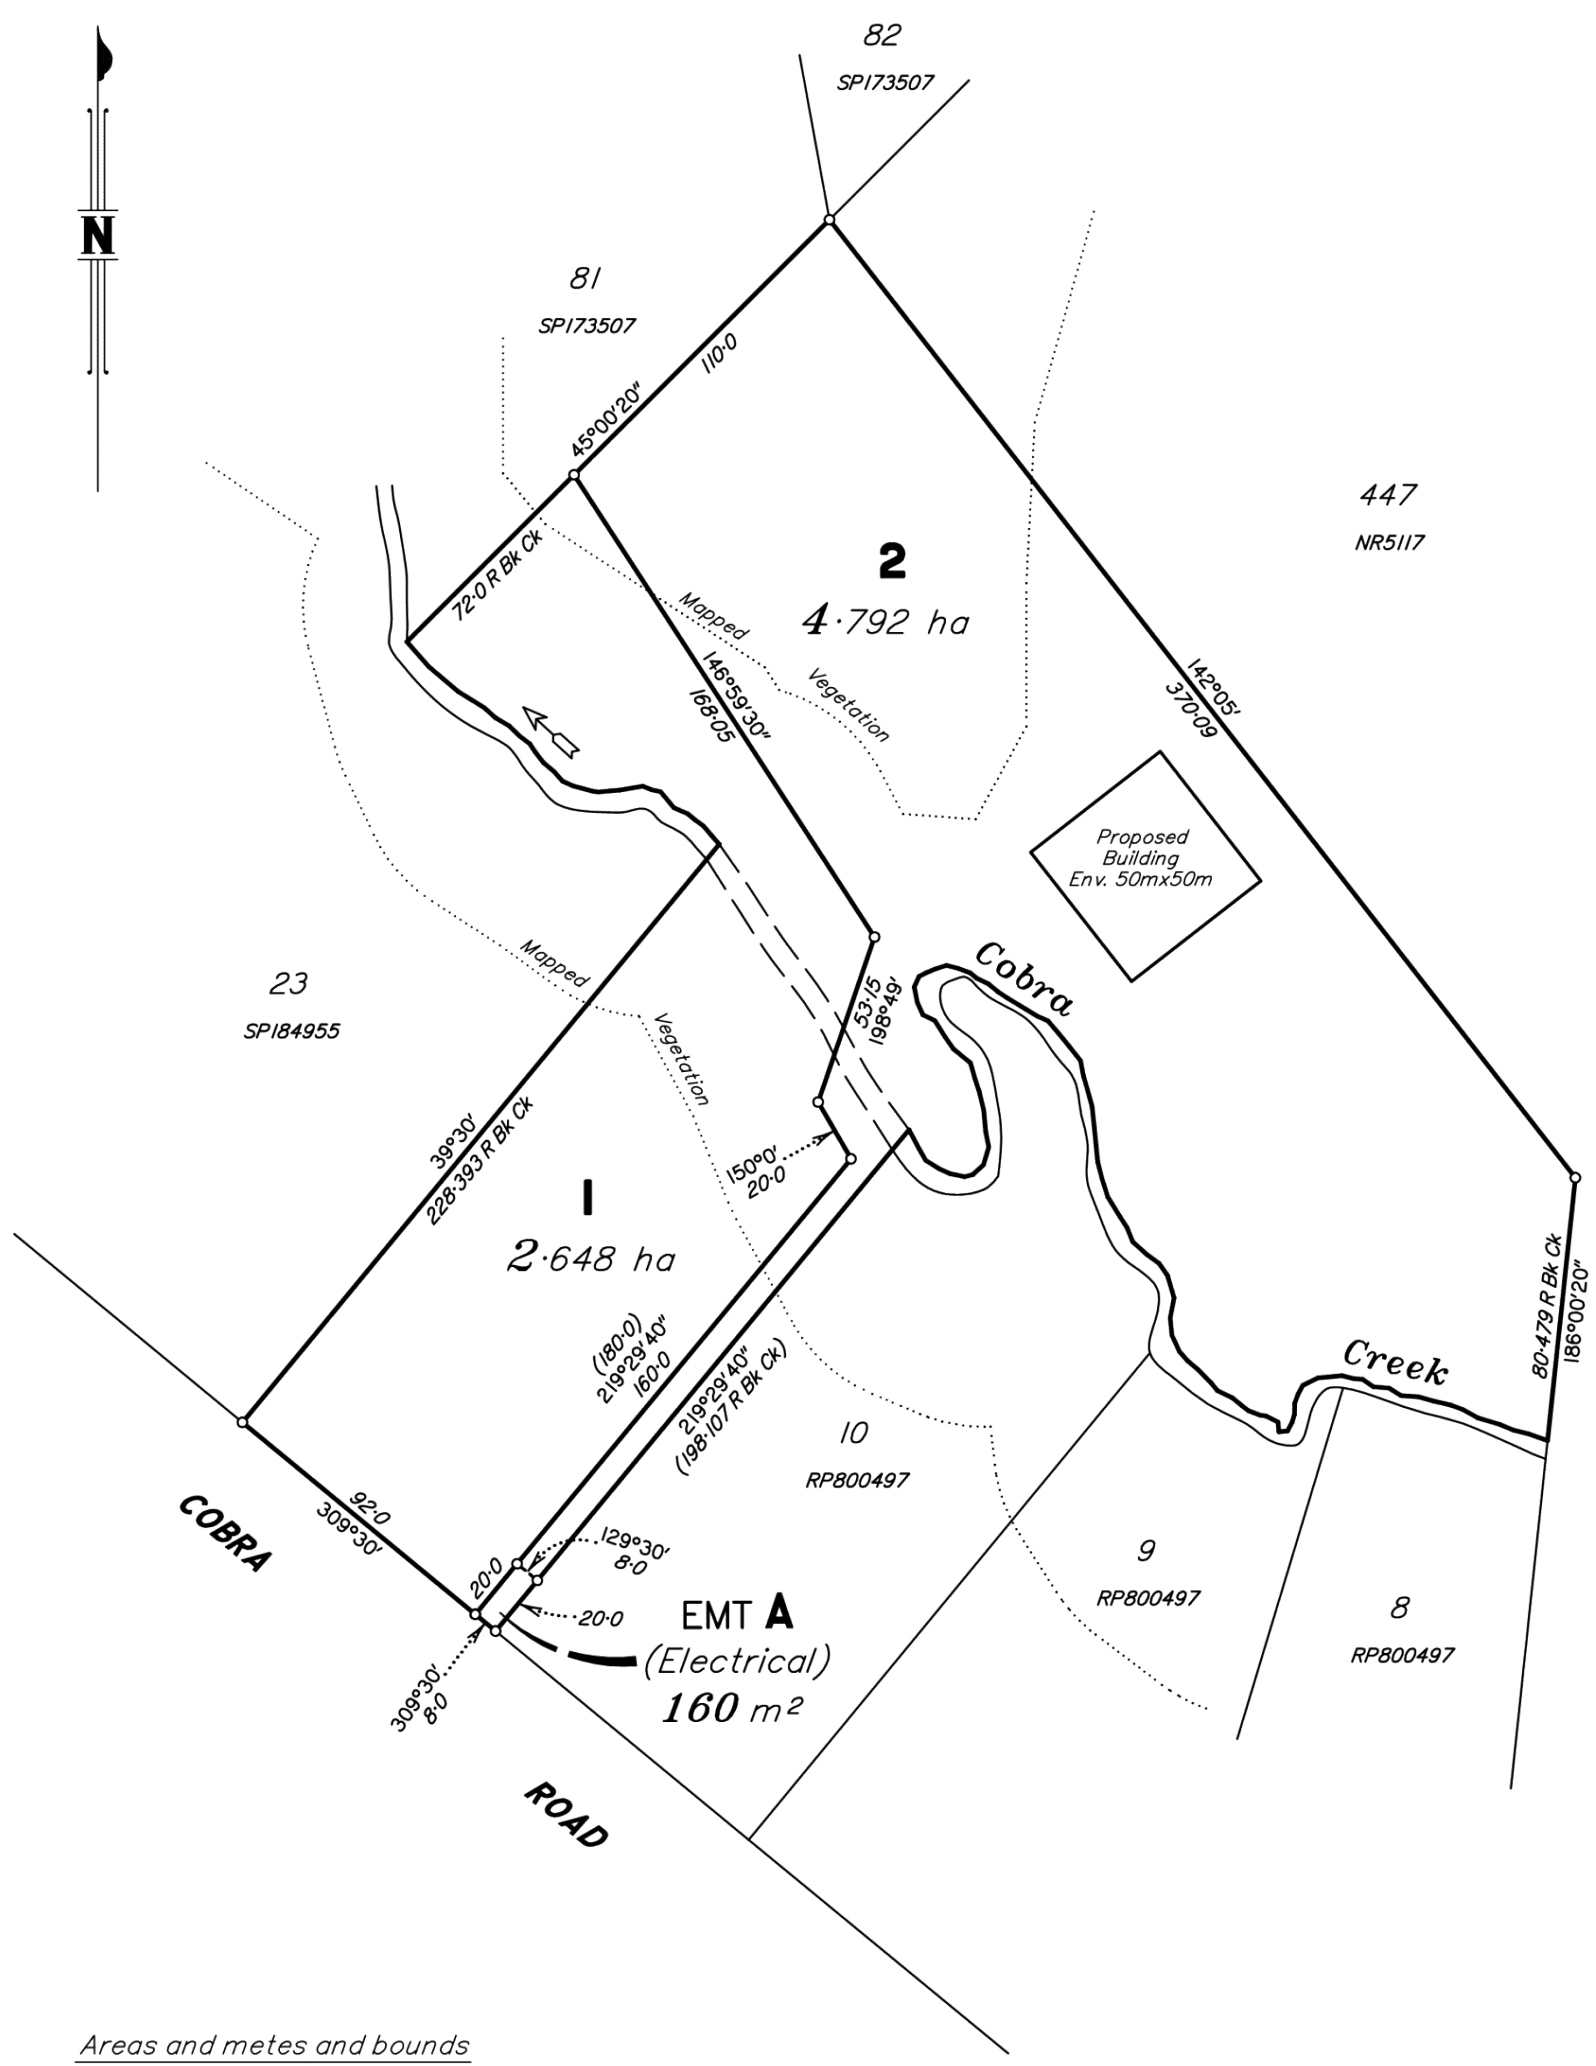 82
SP173507
N
81
SP173507
110·0
45°00'20"
72·0 R Bk Ck
447
NR5117
2
4·792 ha
Mapped
Vegetation
146°59'30"
168·05
142°05'
370·09
Proposed
Building
Env. 50mx50m
Cobra
23
SP184955
Mapped
Vegetation
53·15
198°49'
39°30'
228·393 R Bk Ck
150°0'
20·0
1
2·648 ha
80·479 R Bk Ck
186°00'20"
Creek
(180·0)
219°29'40"
160·0
219°29'40"
(198·107 R Bk Ck)
10
RP800497
92·0
309°30'
COBRA
20·0
129°30'
8·0
9
RP800497
8
RP800497
20·0
EMT A
(Electrical)
160 m²
309°30'
8·0
ROAD
Areas and metes and bounds